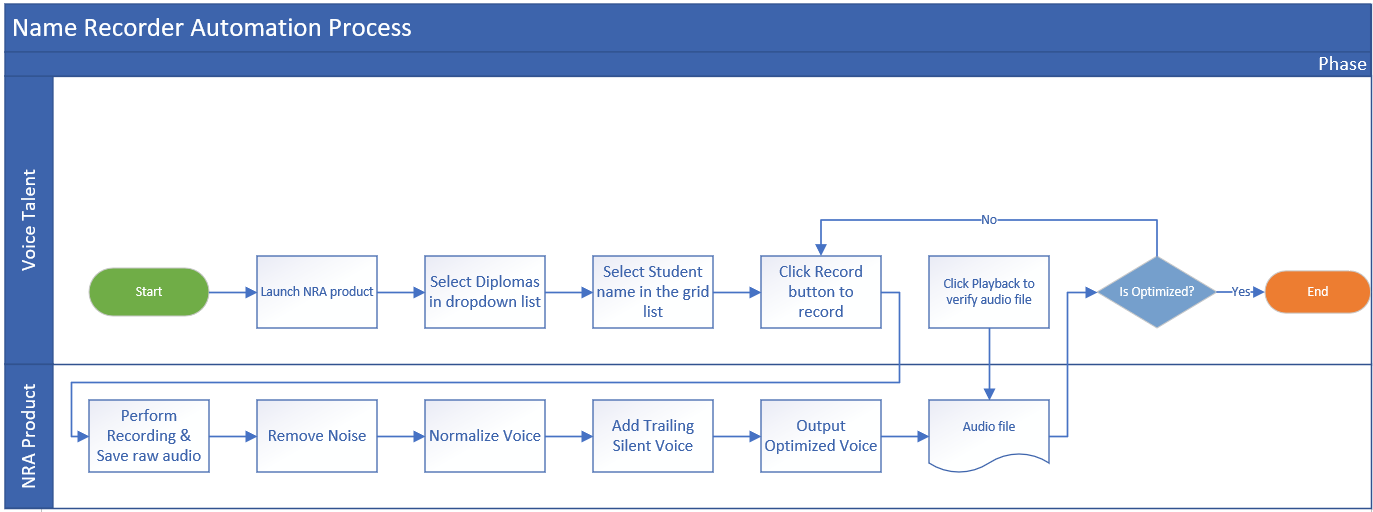 Name Recorder Automation Process
Phase
Voice Talent
No
Start
Launch NRA product
Select Diplomas
in dropdown list
Select Student
name in the grid
list
Click Record
button to
record
Click Playback to
verify audio file
Is Optimized?
Yes
End
NRA Product
Perform
Recording &
Save raw audio
Remove Noise
Normalize Voice
Add Trailing
Silent Voice
Output
Optimized Voice
Audio file